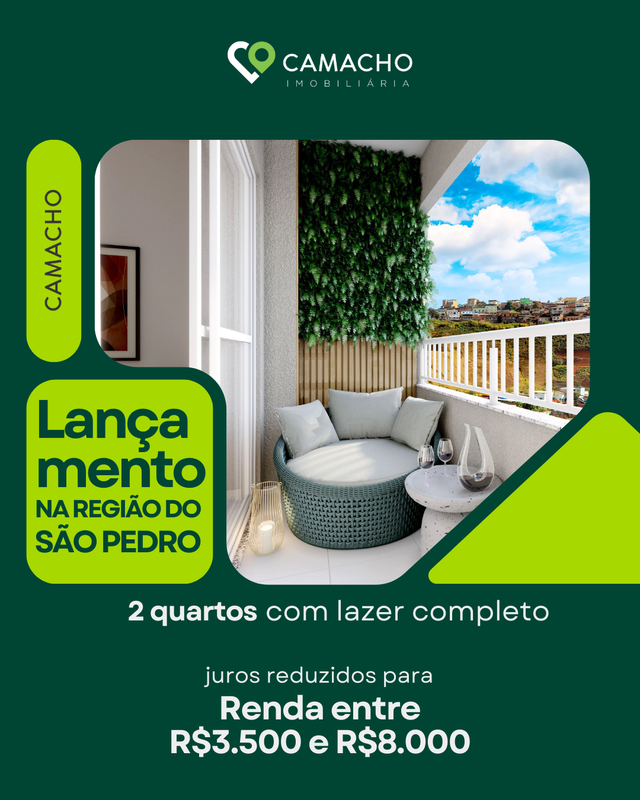 CAMACHO
IMOBILIÁRIA
CAMACHO
Lança
mento
NA REGIÃO DO
SÃO PEDRO
2 quartos com lazer completo
juros reduzidos para
Renda entre
R$3.500 e R$8.000